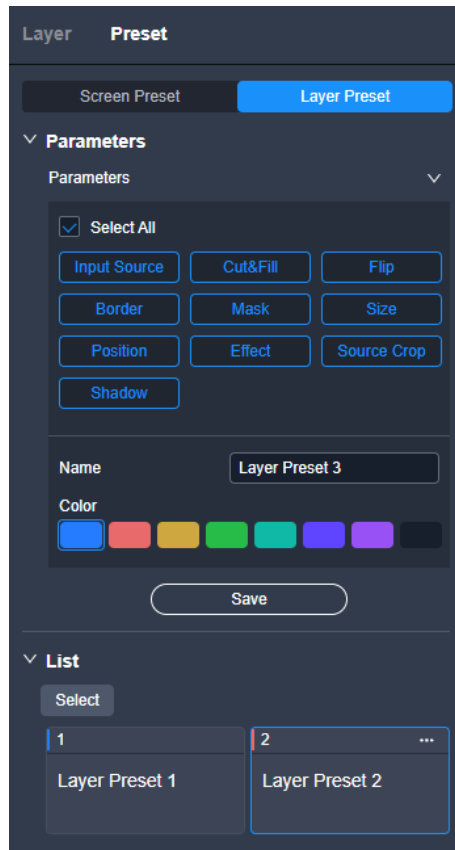 Layer Preset
Screen Preset Layer Preset
Parameters
Parameters
Select All
Input Source Cut&Fill Flip
Border Mask Size
Position Effect Source Crop
Shadow
Name Layer Preset 3
Color
Save
List
Select
1 2 ...
Layer Preset 1 Layer Preset 2